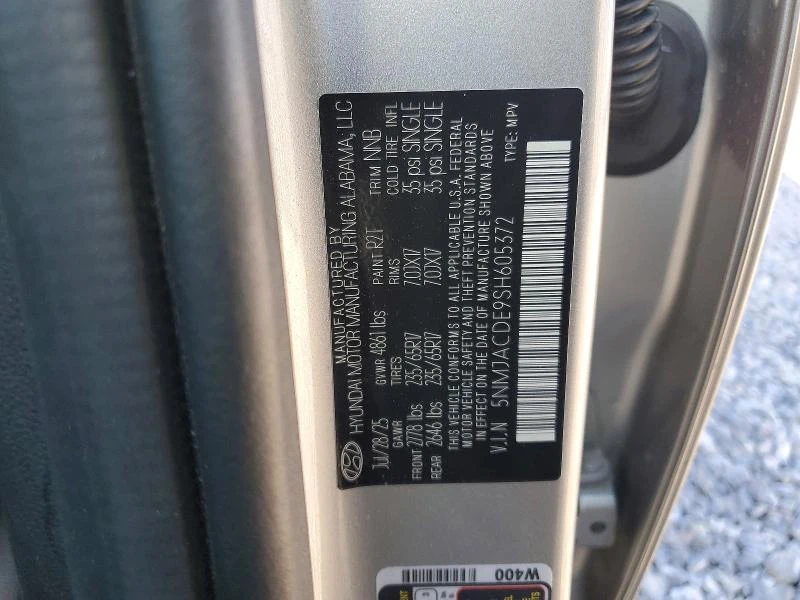 MANUFACTURED BY
HYUNDAI MOTOR MANUFACTURING ALABAMA, LLC
Jul/28/25 GVWR 4861 lbs PAINT R2T TRIM NNB
GAWR TIRES RIMS COLD TIRE INFL
FRONT 2778 lbs 235/65R17 7.0JX17 35 psi SINGLE
REAR 2646 lbs 235/65R17 7.0JX17 35 psi SINGLE
THIS VEHICLE CONFORMS TO ALL APPLICABLE U.S.A. FEDERAL
MOTOR VEHICLE SAFETY AND THEFT PREVENTION STANDARDS
IN EFFECT ON THE DATE OF MANUFACTURE SHOWN ABOVE
V.I.N 5NMJACDE9SH605372 TYPE: MPV
W400